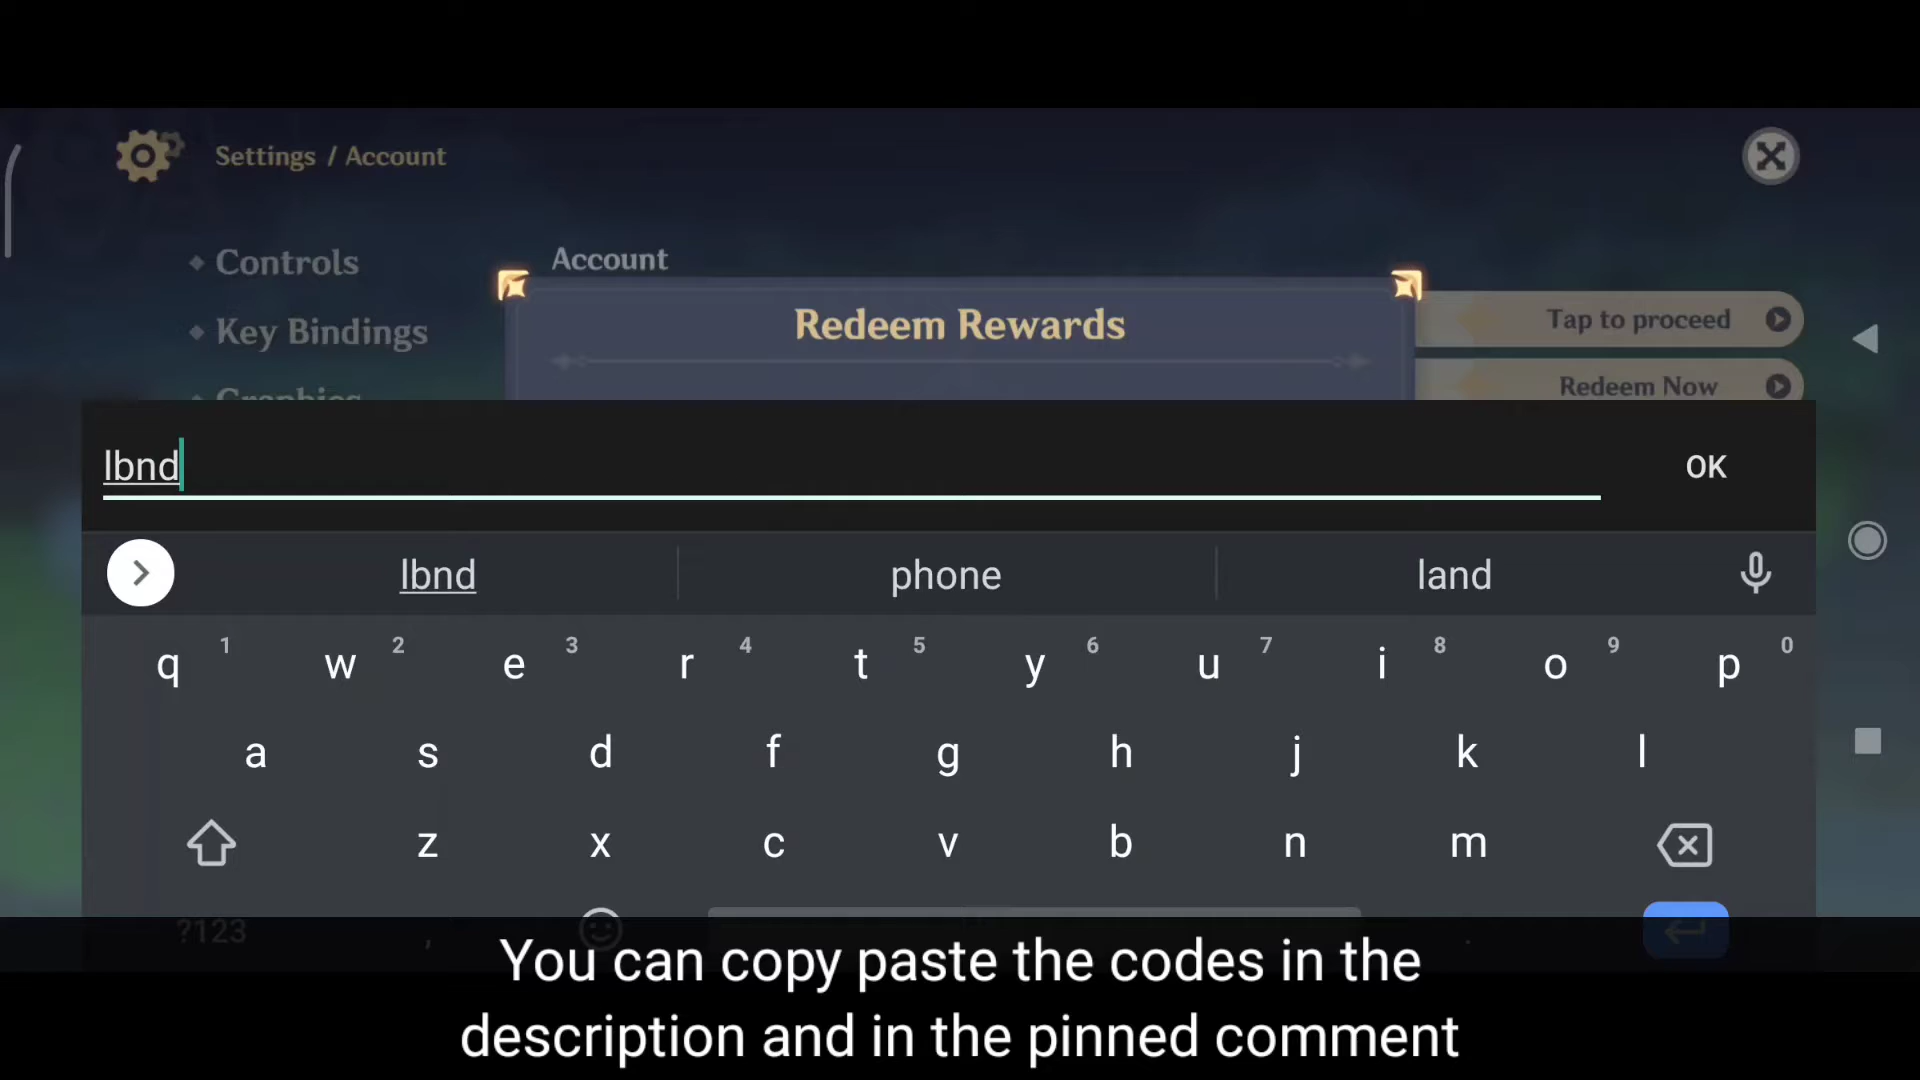 Settings / Account
Controls
Account
Key Bindings
Redeem Rewards
Tap to proceed
Graphics
Redeem Now
lbnd
OK
lbnd phone land
q 1 w 2 e 3 r 4 t 5 y 6 u 7 i 8 o 9 p 0
a s d f g h j k l
z x c v b n m
?123 , .
You can copy paste the codes in the
description and in the pinned comment